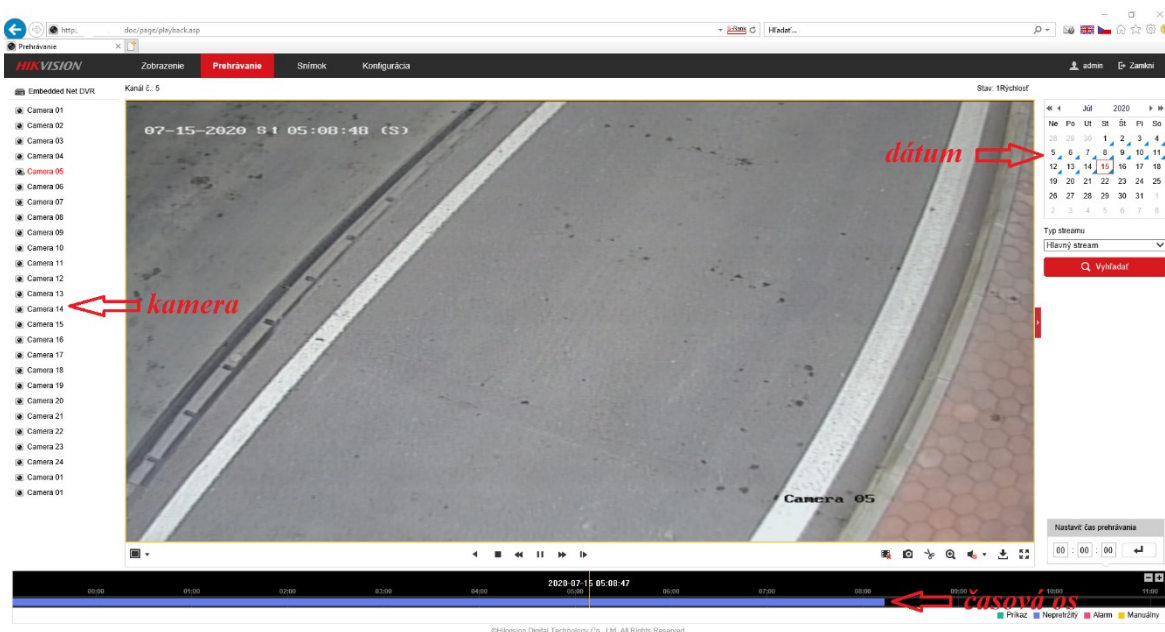 http:
doc/page/playback.asp
Hľadať...
Prehrávanie
HIKVISION
Zobrazenie
Prehrávanie
Snímok
Konfigurácia
admin
Zamkni
Embedded Net DVR
Kanál č.: 5
Stav: 1Rýchlosť
Camera 01
Camera 02
Camera 03
Camera 04
Camera 05
Camera 06
Camera 07
Camera 08
Camera 09
Camera 10
Camera 11
Camera 12
Camera 13
Camera 14
Camera 15
Camera 16
Camera 17
Camera 18
Camera 19
Camera 20
Camera 21
Camera 22
Camera 23
Camera 24
Camera 01
Camera 01
kamera
07-15-2020 St 05:08:48 (S)
Camera 05
dátum
Júl 2020
Ne Po Ut St Št Pi So
28 29 30 1 2 3 4
5 6 7 8 9 10 11
12 13 14 15 16 17 18
19 20 21 22 23 24 25
26 27 28 29 30 31 1
2 3 4 5 6 7 8
Typ streamu
Hlavný stream
Vyhľadať
Nastaviť čas prehrávania
00 : 00 : 00
2020-07-15 05:08:47
00:00 01:00 02:00 03:00 04:00 05:00 06:00 07:00 08:00 09:00 10:00 11:00
časová os
Príkaz Nepretržitý Alarm Manuálny
©Hikvision Digital Technology Co., Ltd. All Rights Reserved.